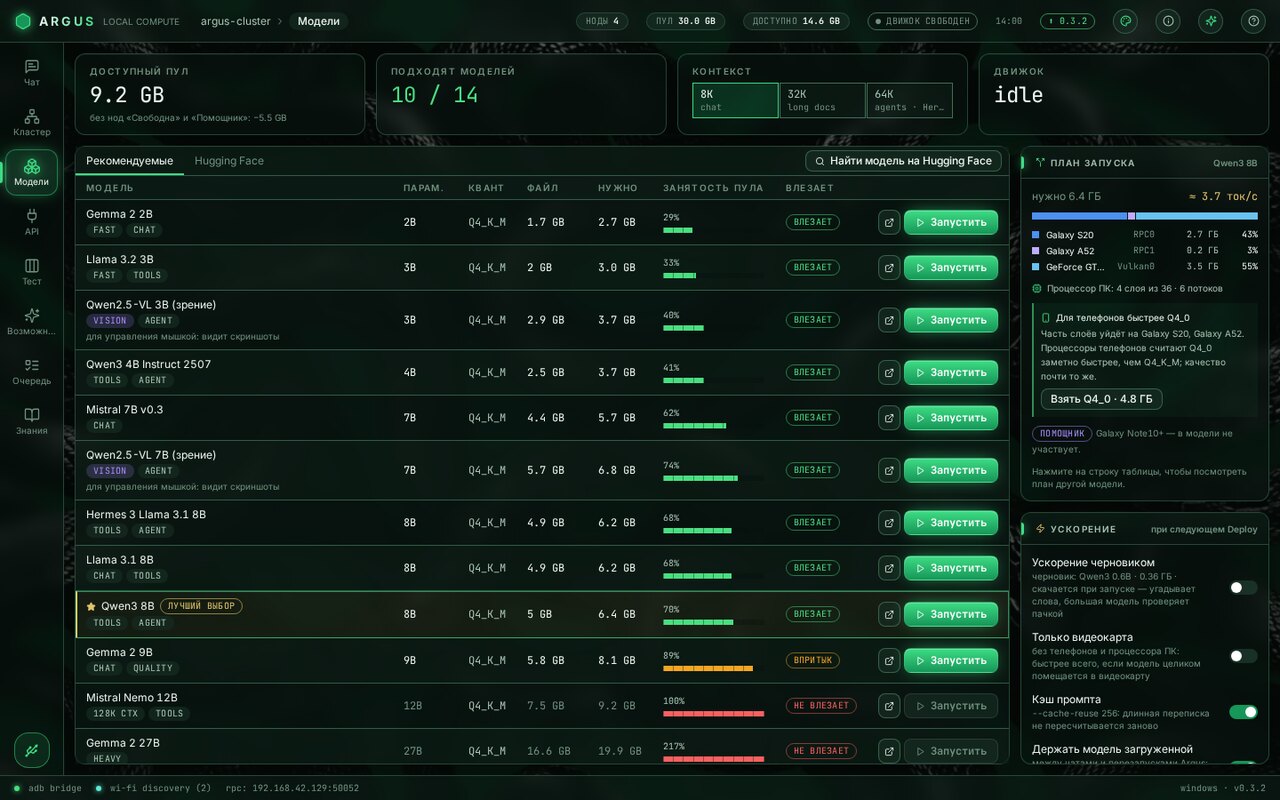 ARGUS LOCAL COMPUTE argus-cluster › Модели НОДЫ 4 ПУЛ 30.0 GB ДОСТУПНО 14.6 GB ДВИЖОК СВОБОДЕН 14:00 0.3.2
Чат
Кластер
Модели
API
Тест
Возможн…
Очередь
Знания
ДОСТУПНЫЙ ПУЛ
9.2 GB
без нод «Свободна» и «Помощник»: −5.5 GB
ПОДХОДЯТ МОДЕЛЕЙ
10 / 14
КОНТЕКСТ
8K 32K 64K
chat long docs agents · Her…
ДВИЖОК
idle
Рекомендуемые Hugging Face Найти модель на Hugging Face
МОДЕЛЬ ПАРАМ. КВАНТ ФАЙЛ НУЖНО ЗАНЯТОСТЬ ПУЛА ВЛЕЗАЕТ
Gemma 2 2B
FAST CHAT
2B Q4_K_M 1.7 GB 2.7 GB 29% ВЛЕЗАЕТ Запустить
Llama 3.2 3B
FAST TOOLS
3B Q4_K_M 2 GB 3.0 GB 33% ВЛЕЗАЕТ Запустить
Qwen2.5-VL 3B (зрение)
VISION AGENT
для управления мышкой: видит скриншоты
3B Q4_K_M 2.9 GB 3.7 GB 40% ВЛЕЗАЕТ Запустить
Qwen3 4B Instruct 2507
TOOLS AGENT
4B Q4_K_M 2.5 GB 3.7 GB 41% ВЛЕЗАЕТ Запустить
Mistral 7B v0.3
CHAT
7B Q4_K_M 4.4 GB 5.7 GB 62% ВЛЕЗАЕТ Запустить
Qwen2.5-VL 7B (зрение)
VISION AGENT
для управления мышкой: видит скриншоты
7B Q4_K_M 5.7 GB 6.8 GB 74% ВЛЕЗАЕТ Запустить
Hermes 3 Llama 3.1 8B
TOOLS AGENT
8B Q4_K_M 4.9 GB 6.2 GB 68% ВЛЕЗАЕТ Запустить
Llama 3.1 8B
CHAT TOOLS
8B Q4_K_M 4.9 GB 6.2 GB 68% ВЛЕЗАЕТ Запустить
Qwen3 8B ЛУЧШИЙ ВЫБОР
TOOLS AGENT
8B Q4_K_M 5 GB 6.4 GB 70% ВЛЕЗАЕТ Запустить
Gemma 2 9B
CHAT QUALITY
9B Q4_K_M 5.8 GB 8.1 GB 89% ВПРИТЫК Запустить
Mistral Nemo 12B
128K CTX TOOLS
12B Q4_K_M 7.5 GB 9.2 GB 100% НЕ ВЛЕЗАЕТ Запустить
Gemma 2 27B
HEAVY
27B Q4_K_M 16.6 GB 19.9 GB 217% НЕ ВЛЕЗАЕТ Запустить
ПЛАН ЗАПУСКА Qwen3 8B
нужно 6.4 ГБ ≈ 3.7 ток/с
Galaxy S20 RPC0 2.7 ГБ 43%
Galaxy A52 RPC1 0.2 ГБ 3%
GeForce GT… Vulkan0 3.5 ГБ 55%
Процессор ПК: 4 слоя из 36 · 6 потоков
Для телефонов быстрее Q4_0
Часть слоёв уйдёт на Galaxy S20, Galaxy A52.
Процессоры телефонов считают Q4_0
заметно быстрее, чем Q4_K_M; качество
почти то же.
Взять Q4_0 · 4.8 ГБ
ПОМОЩНИК Galaxy Note10+ — в модели не
участвует.
Нажмите на строку таблицы, чтобы посмотреть
план другой модели.
УСКОРЕНИЕ при следующем Deploy
Ускорение черновиком
черновик: Qwen3 0.6B · 0.36 ГБ ·
скачается при запуске — угадывает
слова, большая модель проверяет
пачкой
Только видеокарта
без телефонов и процессора ПК:
быстрее всего, если модель целиком
помещается в видеокарту
Кэш промпта
--cache-reuse 256: длинная переписка
не пересчитывается заново
Держать модель загруженной
между чатами и перезапусками Argus:
adb bridge wi-fi discovery (2) rpc: 192.168.42.129:50052 windows · v0.3.2